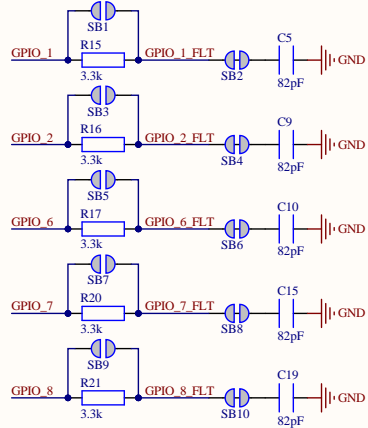 SB1
GPIO_1
R15
3.3k
GPIO_1_FLT
SB2
C5
82pF
GND
SB3
GPIO_2
R16
3.3k
GPIO_2_FLT
SB4
C9
82pF
GND
SB5
GPIO_6
R17
3.3k
GPIO_6_FLT
SB6
C10
82pF
GND
SB7
GPIO_7
R20
3.3k
GPIO_7_FLT
SB8
C15
82pF
GND
SB9
GPIO_8
R21
3.3k
GPIO_8_FLT
SB10
C19
82pF
GND